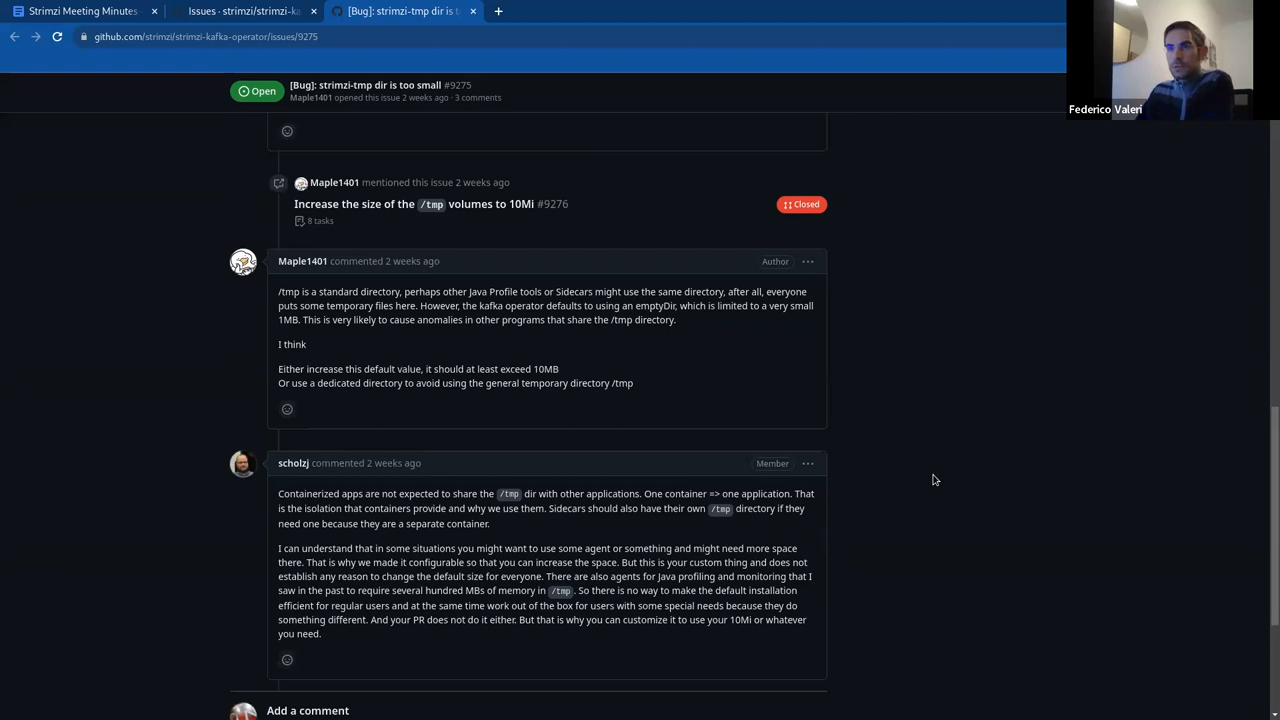 Strimzi Meeting Minutes
Issues · strimzi/strimzi-ka
[Bug]: strimzi-tmp dir is t
github.com/strimzi/strimzi-kafka-operator/issues/9275
Federico Valeri
Open
[Bug]: strimzi-tmp dir is too small #9275
Maple1401 opened this issue 2 weeks ago · 3 comments
Maple1401 mentioned this issue 2 weeks ago
Increase the size of the /tmp volumes to 10Mi #9276
Closed
8 tasks
Maple1401 commented 2 weeks ago
Author
/tmp is a standard directory, perhaps other Java Profile tools or Sidecars might use the same directory, after all, everyone
puts some temporary files here. However, the kafka operator defaults to using an emptyDir, which is limited to a very small
1MB. This is very likely to cause anomalies in other programs that share the /tmp directory.
I think
Either increase this default value, it should at least exceed 10MB
Or use a dedicated directory to avoid using the general temporary directory /tmp
scholzj commented 2 weeks ago
Member
Containerized apps are not expected to share the /tmp dir with other applications. One container => one application. That
is the isolation that containers provide and why we use them. Sidecars should also have their own /tmp directory if they
need one because they are a separate container.
I can understand that in some situations you might want to use some agent or something and might need more space
there. That is why we made it configurable so that you can increase the space. But this is your custom thing and does not
establish any reason to change the default size for everyone. There are also agents for Java profiling and monitoring that I
saw in the past to require several hundred MBs of memory in /tmp. So there is no way to make the default installation
efficient for regular users and at the same time work out of the box for users with some special needs because they do
something different. And your PR does not do it either. But that is why you can customize it to use your 10Mi or whatever
you need.
Add a comment